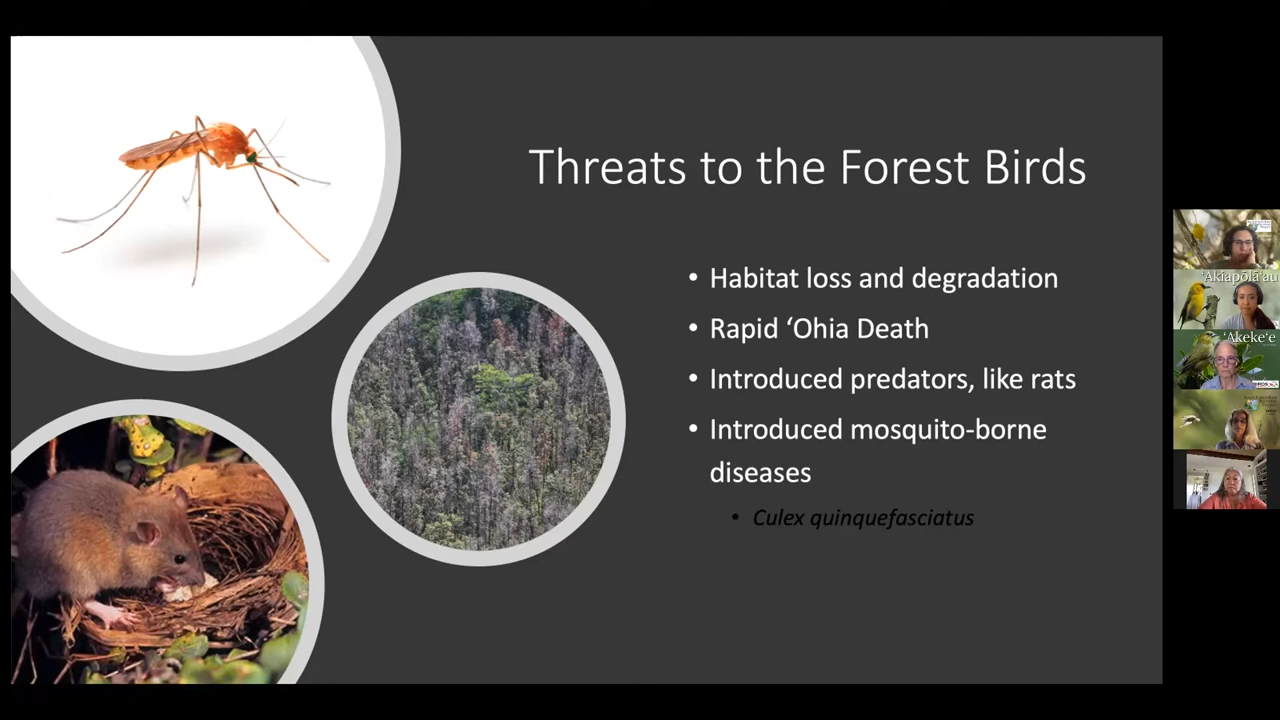 Threats to the Forest Birds
• Habitat loss and degradation
• Rapid ‘Ohia Death
• Introduced predators, like rats
• Introduced mosquito-borne
diseases
• Culex quinquefasciatus
‘Akiapōlā‘au
‘Akeke‘e